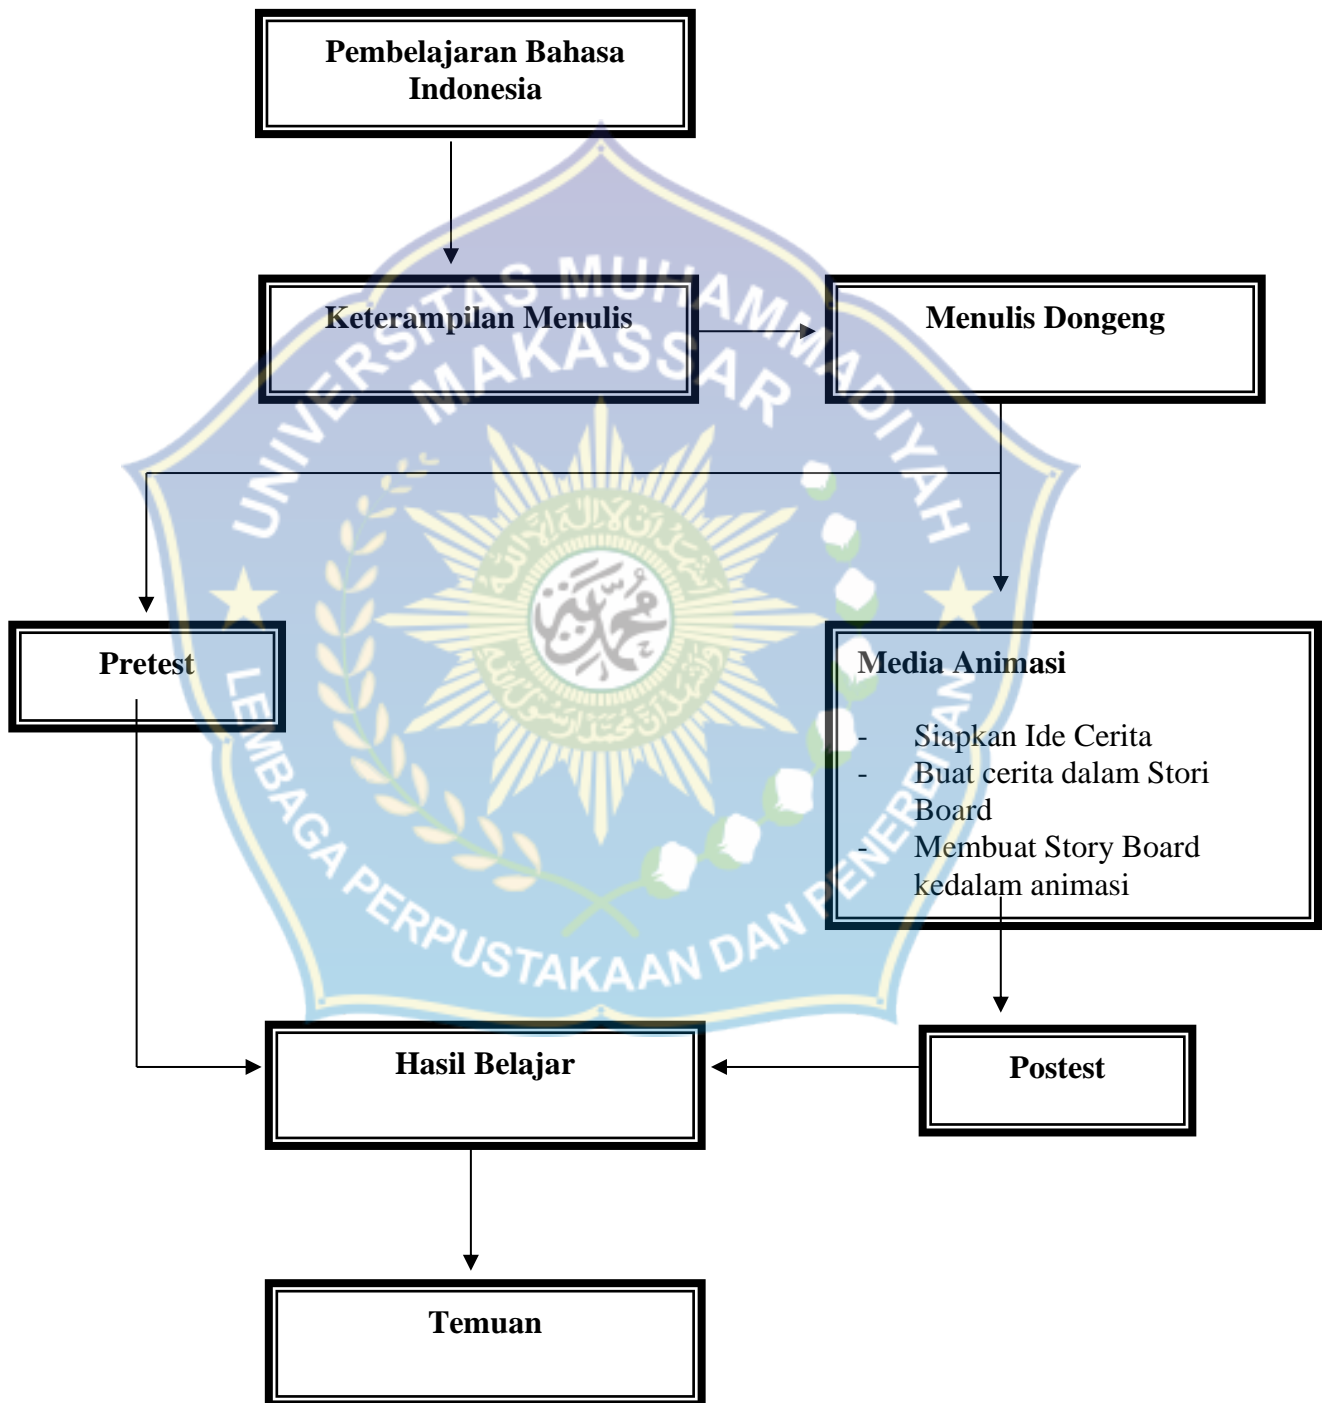 Pembelajaran Bahasa
Indonesia
Keterampilan Menulis
Menulis Dongeng
Pretest
Media Animasi
- Siapkan Ide Cerita
- Buat cerita dalam Stori
Board
- Membuat Story Board
kedalam animasi
Hasil Belajar
Postest
Temuan
UNIVERSITAS MUHAMMADIYAH
MAKASSAR
LEMBAGA PERPUSTAKAAN DAN PENERBITAN